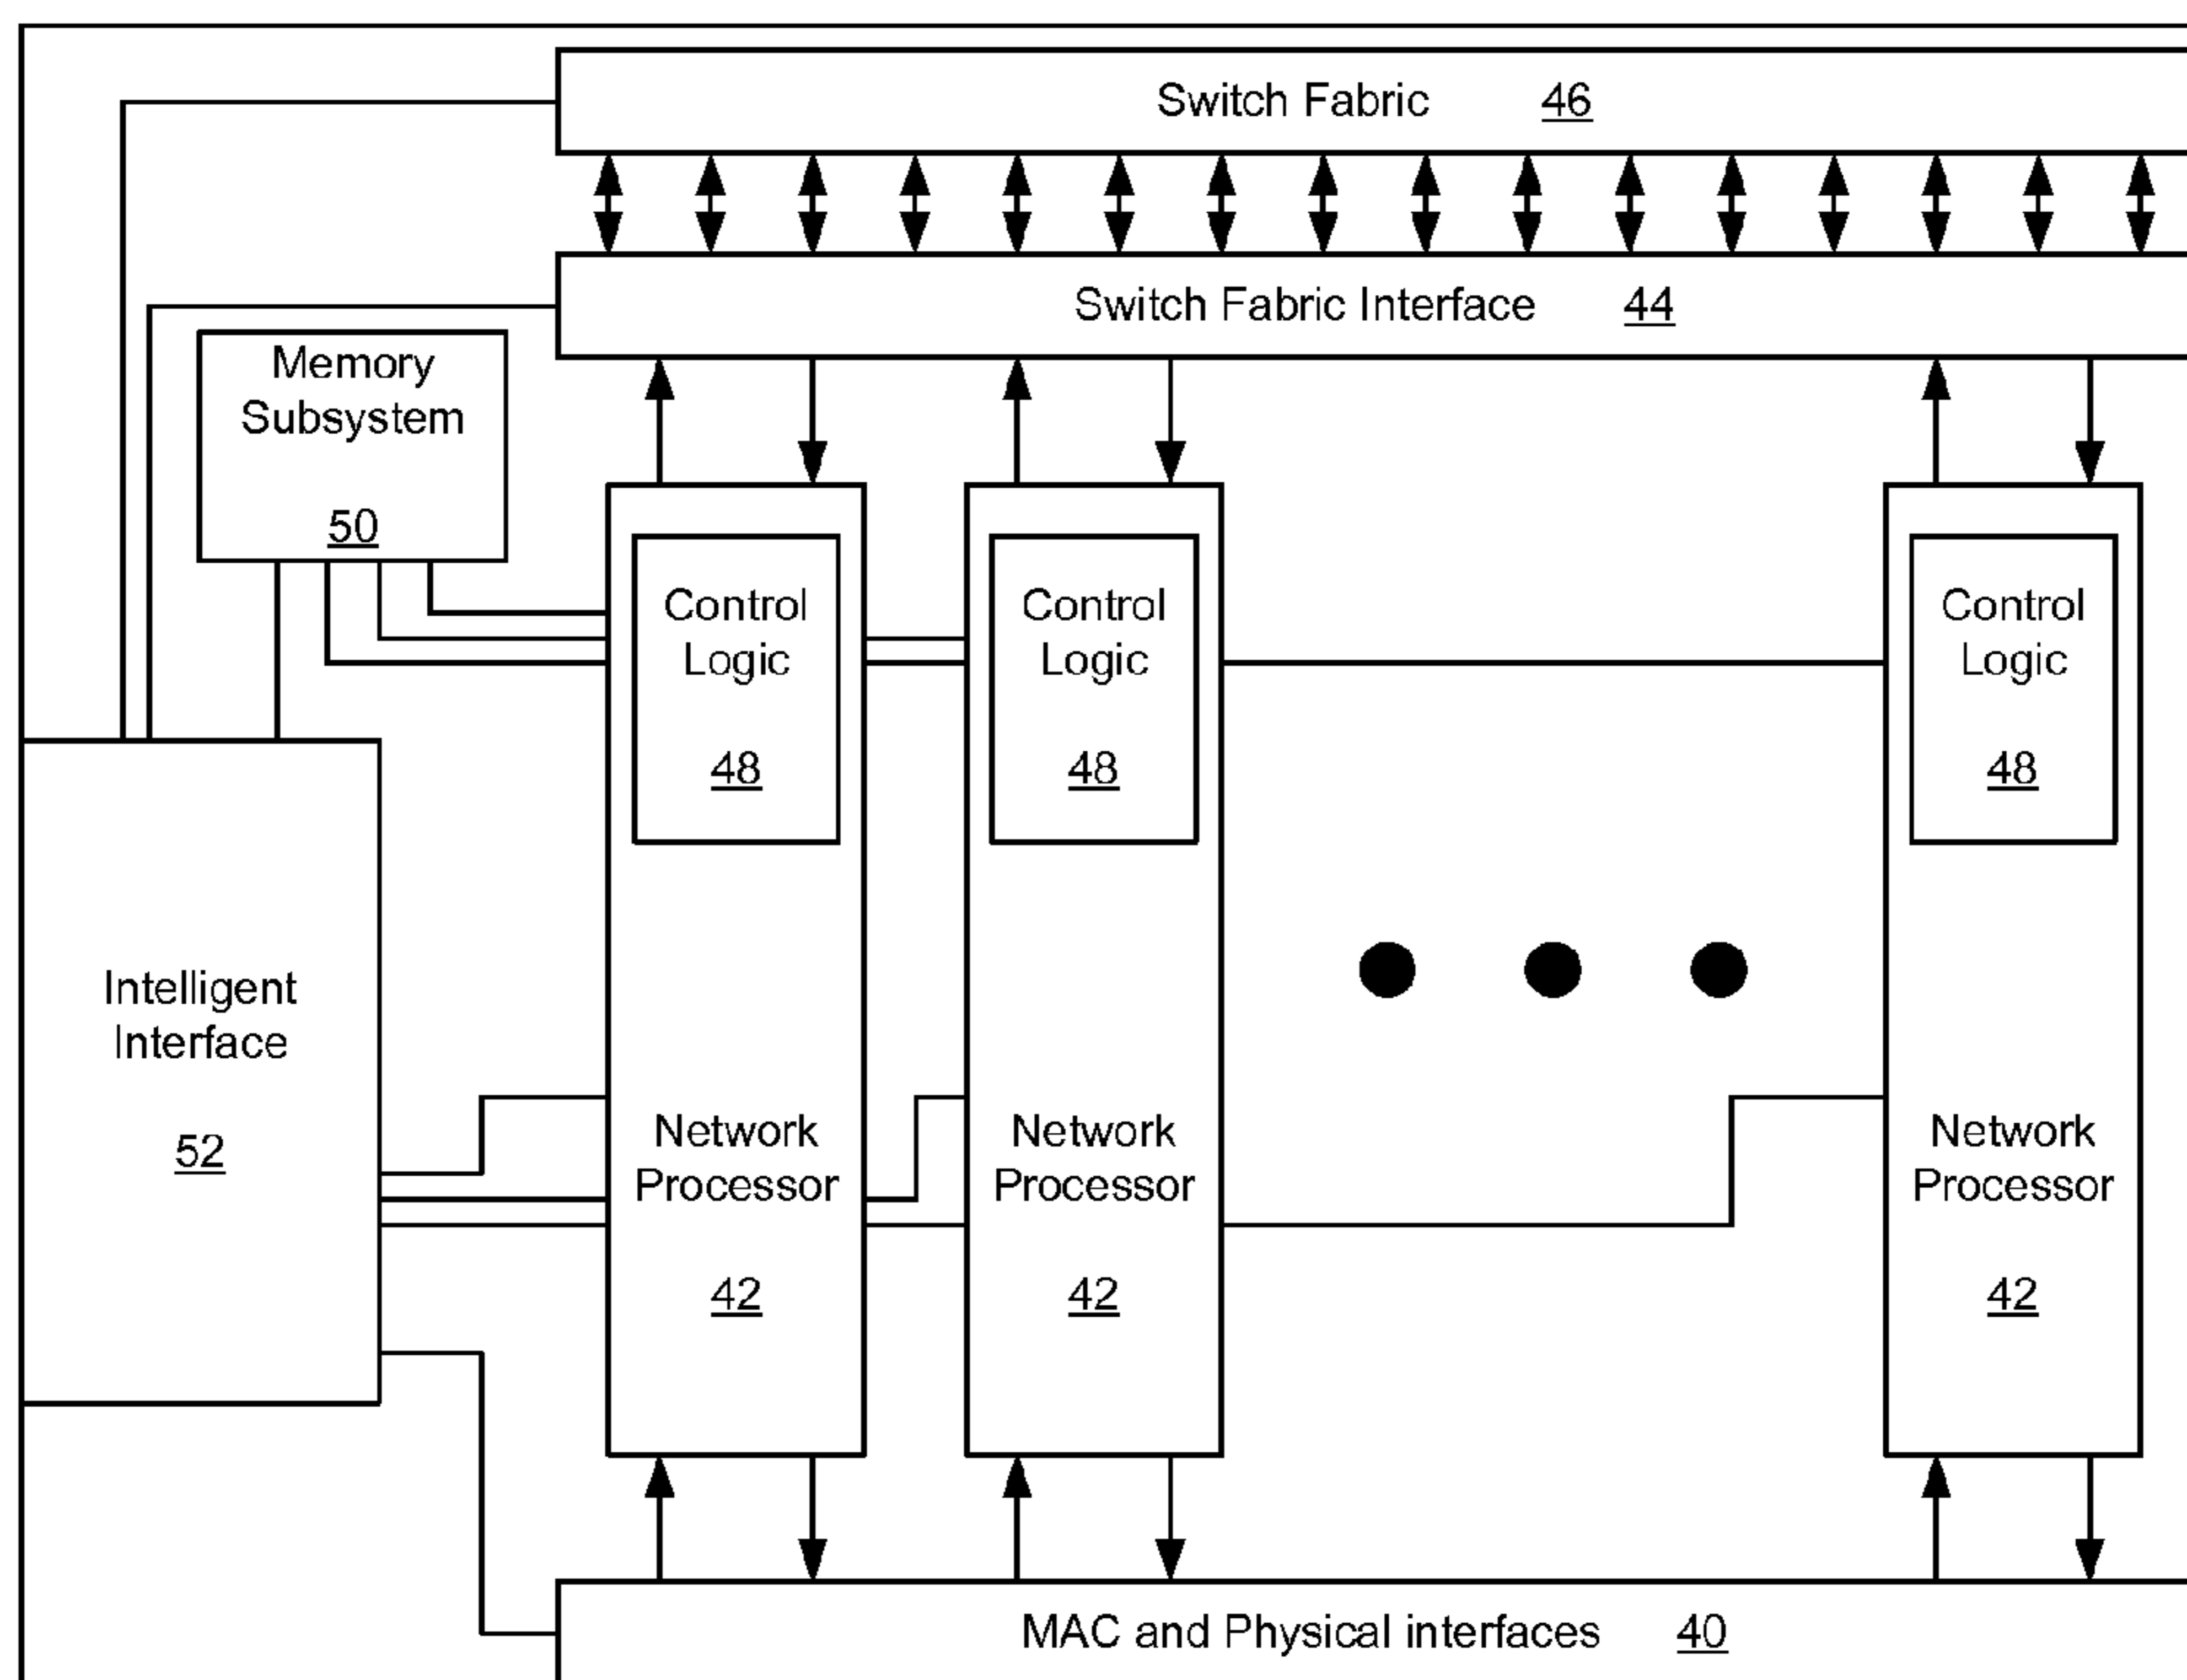 Switch Fabric 46
Switch Fabric Interface 44
Memory
Subsystem
50
Control
Logic
48
Control
Logic
48
Control
Logic
48
Intelligent
Interface
52
Network
Processor
42
Network
Processor
42
Network
Processor
42
MAC and Physical interfaces 40